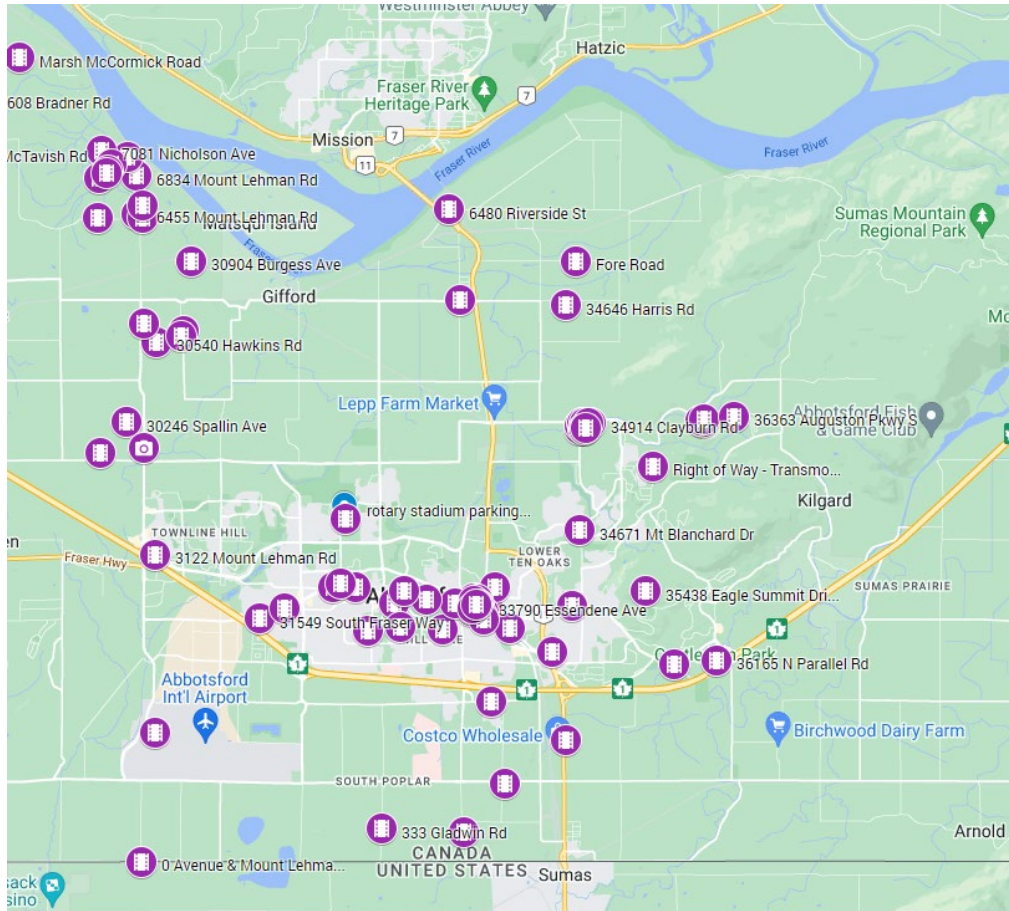 Westminster Abbey
Hatzic
Marsh McCormick Road
Fraser River
Heritage Park
7
608 Bradner Rd
Mission
7
11
Fraser River
Fraser River
McTavish Rd
7081 Nicholson Ave
6834 Mount Lehman Rd
6455 Mount Lehman Rd
Matsqui Island
6480 Riverside St
Sumas Mountain
Regional Park
30904 Burgess Ave
Fore Road
Gifford
34646 Harris Rd
30540 Hawkins Rd
Lepp Farm Market
30246 Spallin Ave
34914 Clayburn Rd
36363 Auguston Pkwy S
Abbotsford Fish
& Game Club
Right of Way - Transmo...
Kilgard
rotary stadium parking...
TOWNLINE HILL
34671 Mt Blanchard Dr
Fraser Hwy
3122 Mount Lehman Rd
LOWER
TEN OAKS
SUMAS PRAIRIE
35438 Eagle Summit Dri...
33790 Essendene Ave
31549 South Fraser Way
1
1
36165 N Parallel Rd
1
1
Abbotsford
Int'l Airport
Costco Wholesale
Birchwood Dairy Farm
SOUTH POPLAR
333 Gladwin Rd
Arnold
CANADA
UNITED STATES
0 Avenue & Mount Lehma...
Sumas